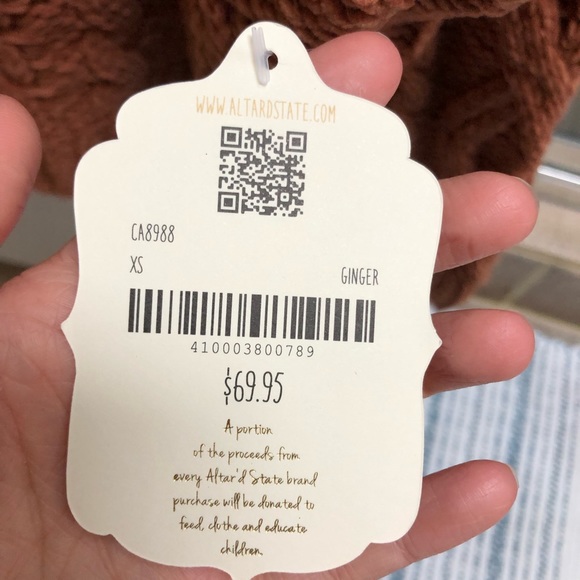 WWW.ALTARDSTATE.COM
CA8988
XS
GINGER
410003800789
$69.95
A portion
of the proceeds from
every Altar'd State brand
purchase will be donated to
feed, clothe and educate
children.